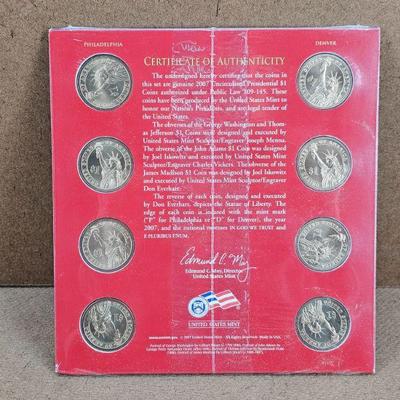 PHILADELPHIA
DENVER
CERTIFICATE OF AUTHENTICITY
The undersigned hereby certifies that the coins in
this set are genuine 2007 Uncirculated Presidential $1
Coins authorized under Public Law 109-145. These
coins have been produced by the United States Mint to
honor our Nation's Presidents, and are legal tender of
the United States.
The obverses of the George Washington and Thom-
as Jefferson $1 Coins were designed and executed by
United States Mint Sculptor/Engraver Joseph Menna.
The obverse of the John Adams $1 Coin was designed
by Joel Iskowitz and executed by United States Mint
Sculptor/Engraver Charles Vickers. The obverse of the
James Madison $1 Coin was designed by Joel Iskowitz
and executed by United States Mint Sculptor/Engraver
Don Everhart.
The reverse of each coin, designed and executed
by Don Everhart, depicts the Statue of Liberty. The
edge of each coin is incused with the mint mark
("P" for Philadelphia or "D" for Denver), the year
2007, and the national mottoes IN GOD WE TRUST and
E PLURIBUS UNUM.
Edmund C. Moy
Edmund C. Moy, Director
United States Mint
UNITED STATES MINT